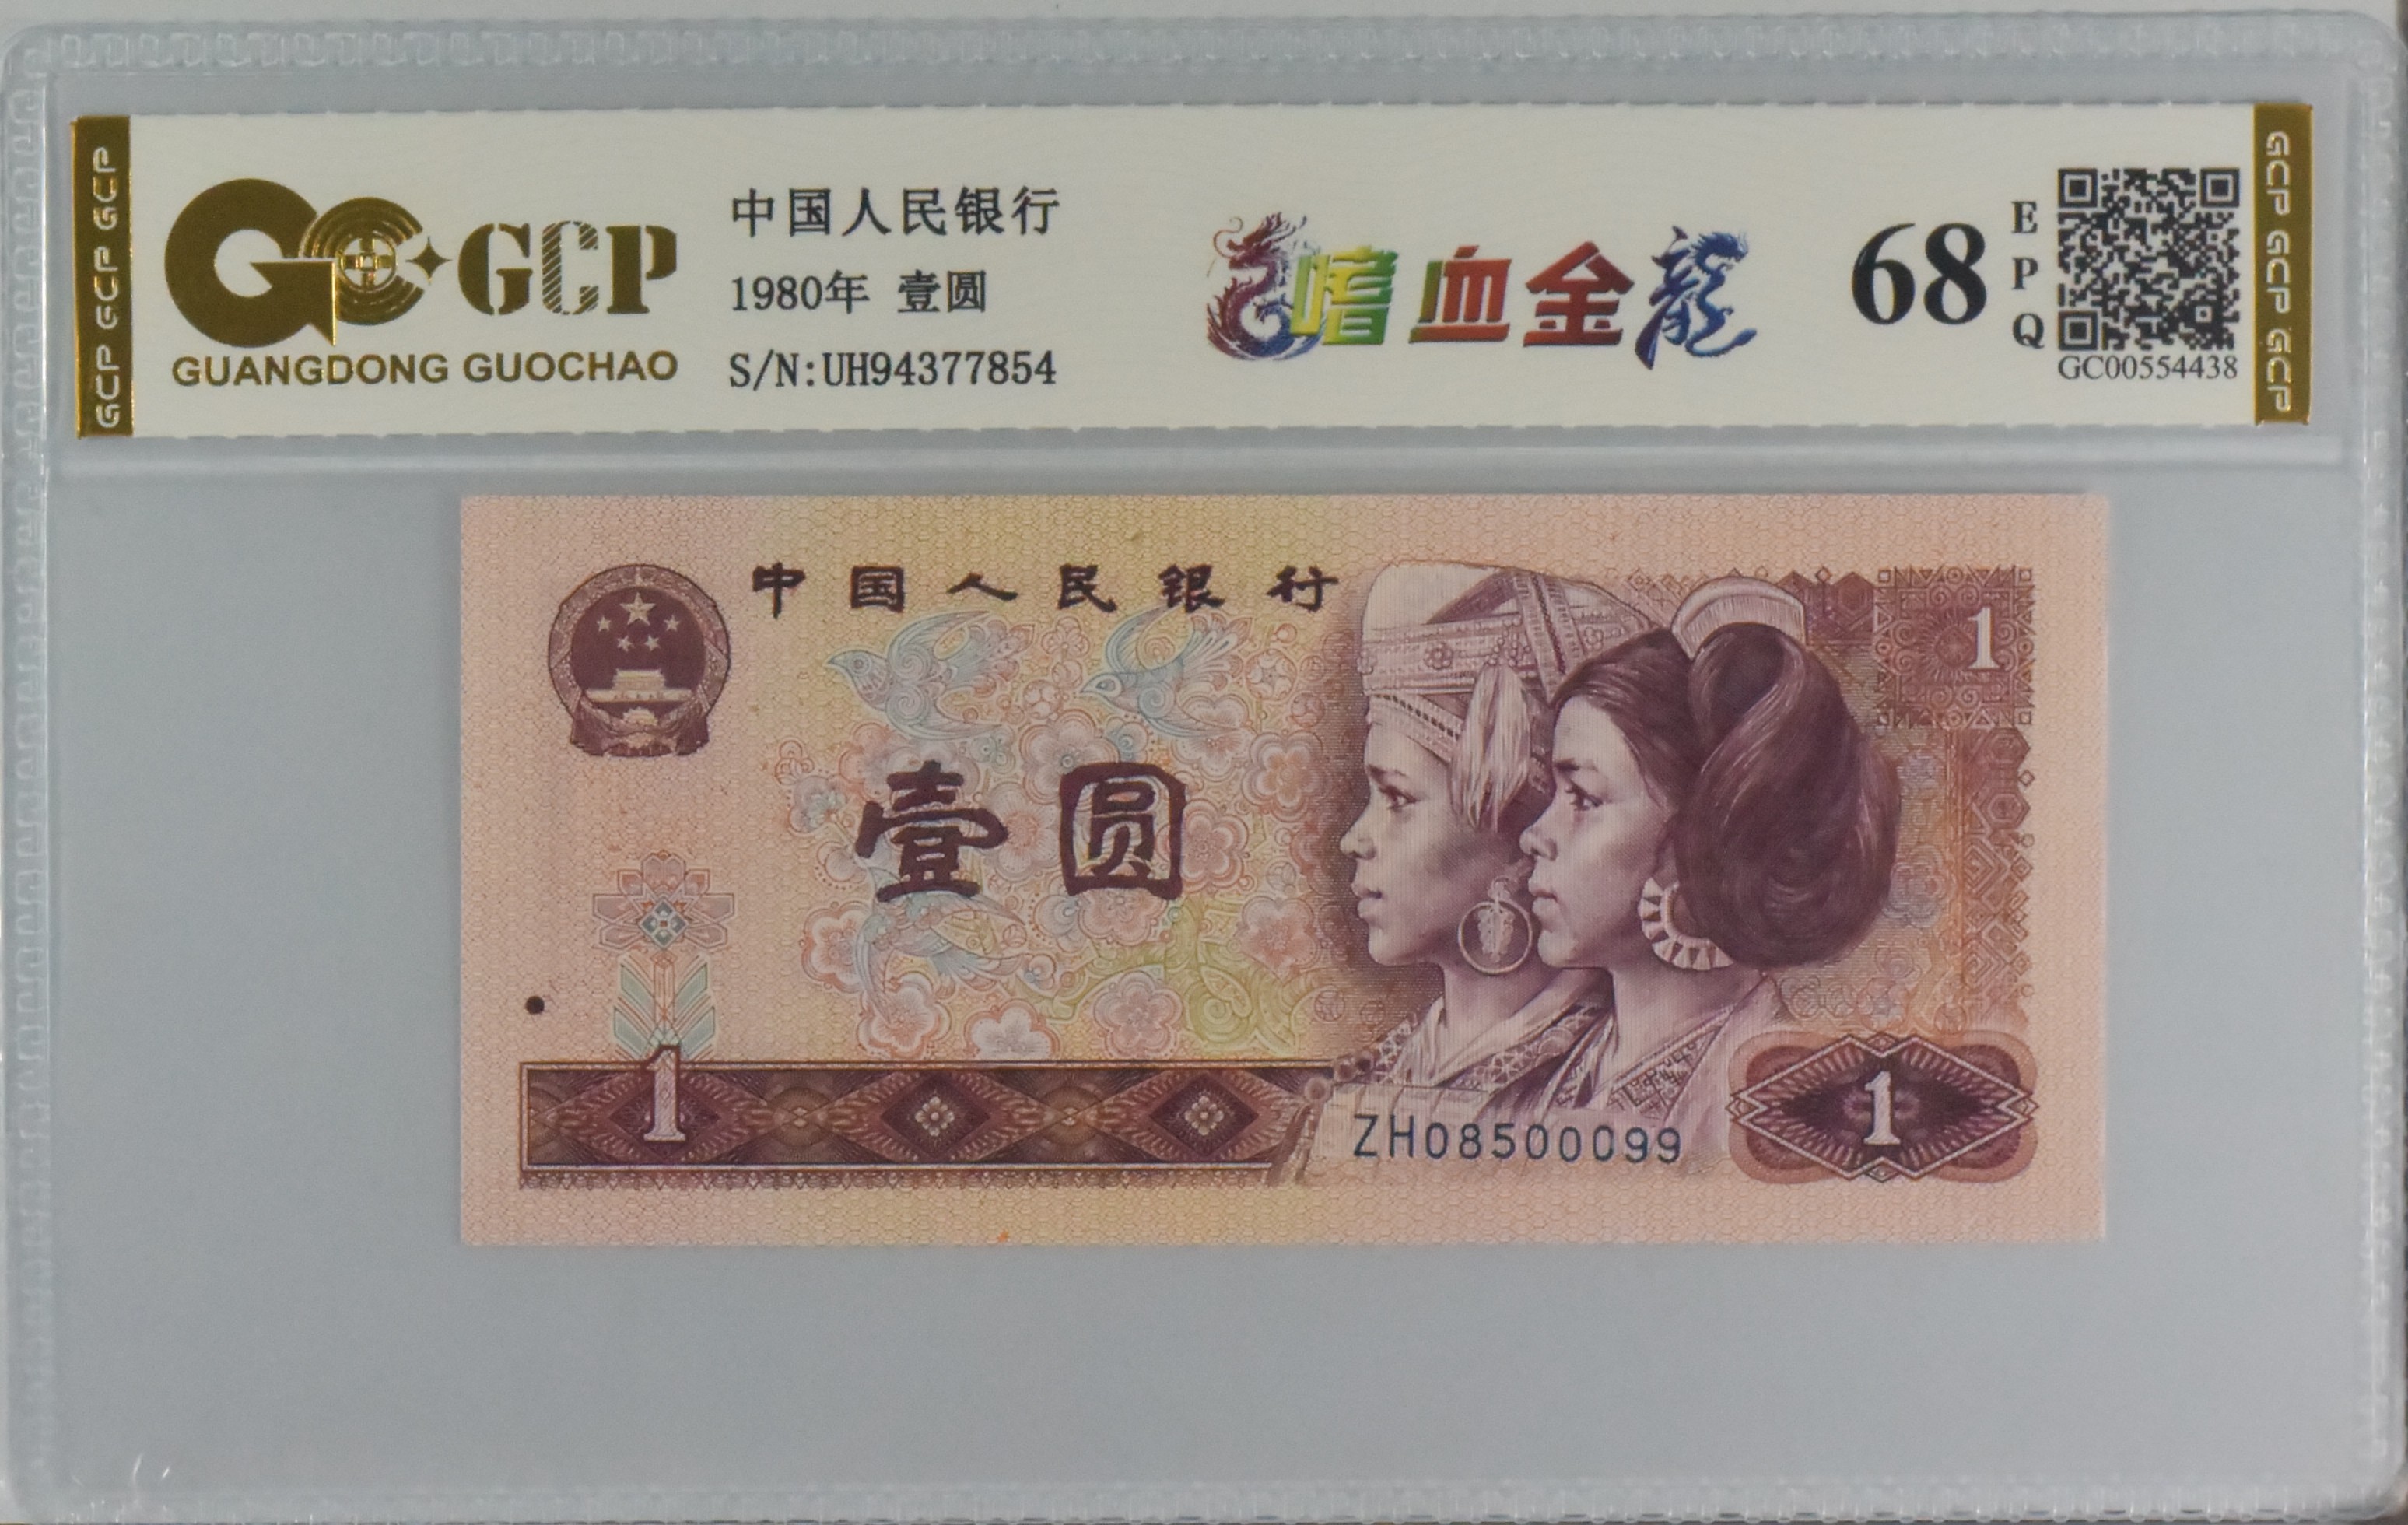 GCP GCP GCP
GCP
GUANGDONG GUOCHAO
中国人民银行
1980年 壹圆
S/N:UH94377854
嗜血金龍
68
EPQ
GC00554438
GCP GCP GCP
中国人民银行
1
壹圆
1
ZH08500099
1